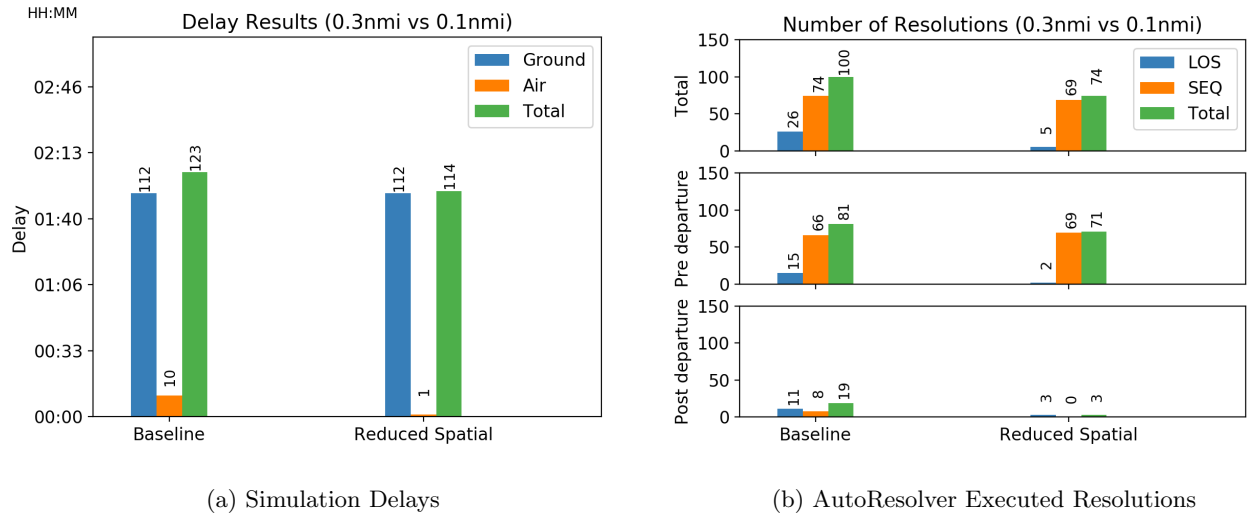 HH:MM
Delay Results (0.3nmi vs 0.1nmi)
Ground
Air
Total
Delay
02:46
02:13
01:40
01:06
00:33
00:00
112
10
123
112
1
114
Baseline
Reduced Spatial
(a) Simulation Delays
Number of Resolutions (0.3nmi vs 0.1nmi)
LOS
SEQ
Total
Total
150
100
50
0
26
74
100
5
69
74
Pre departure
150
100
50
0
15
66
81
2
69
71
Post departure
150
100
50
0
11
8
19
3
0
3
Baseline
Reduced Spatial
(b) AutoResolver Executed Resolutions